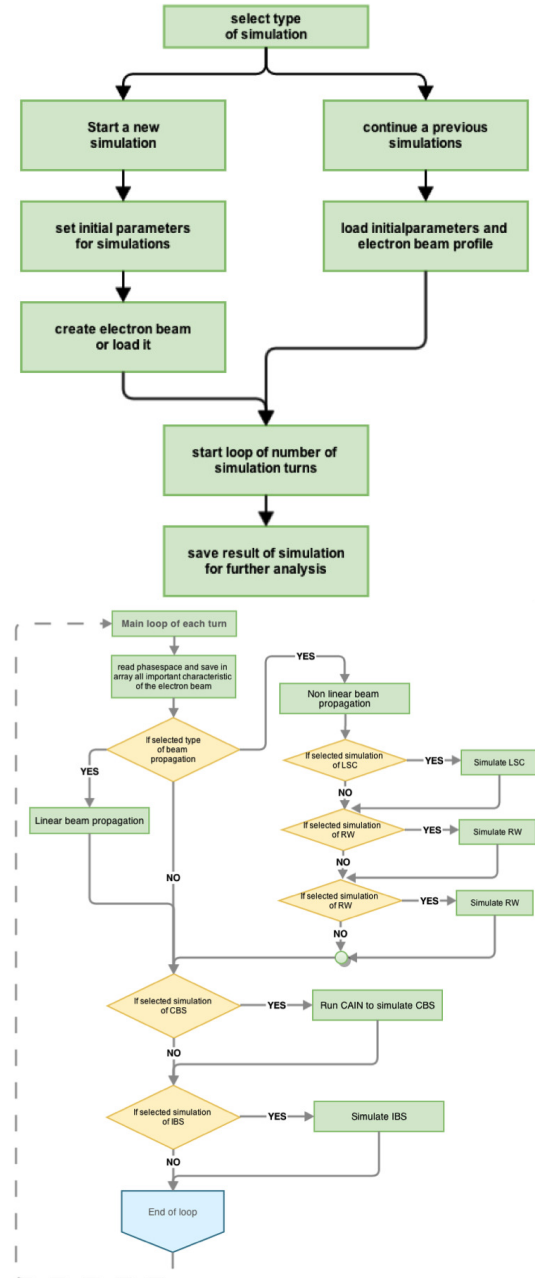 select type
of simulation
Start a new
simulation
continue a previous
simulations
set initial parameters
for simulations
load initialparameters and
electron beam profile
create electron beam
or load it
start loop of number of
simulation turns
save result of simulation
for further analysis
Main loop of each turn
read phasespace and save in
array all important characteristic
of the electron beam
YES
Non linear beam
propagation
If selected type
of beam
propagation
YES
Linear beam propagation
NO
If selected simulation
of LSC
YES
Simulate LSC
NO
If selected simulation
of RW
YES
Simulate RW
NO
If selected simulation
of RW
YES
Simulate RW
NO
If selected simulation
of CBS
YES
Run CAIN to simulate CBS
NO
If selected simulation
of IBS
YES
Simulate IBS
NO
End of loop